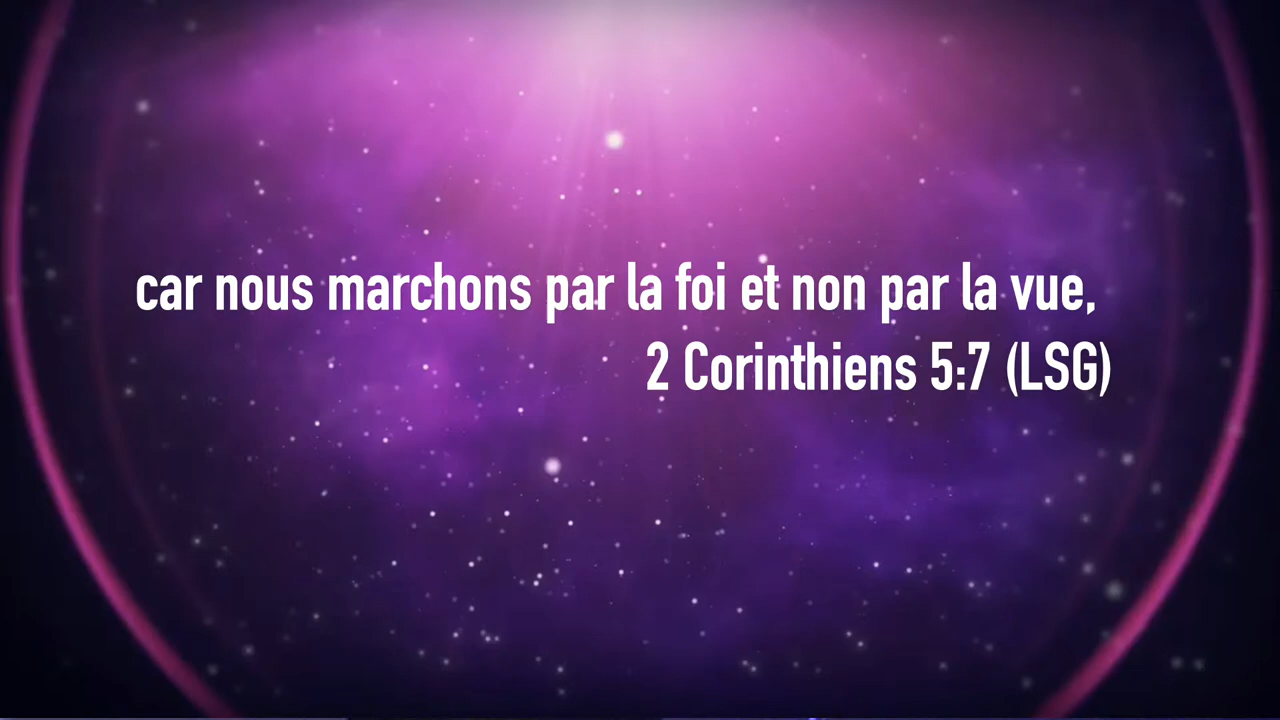 car nous marchons par la foi et non par la vue,
2 Corinthiens 5:7 (LSG)